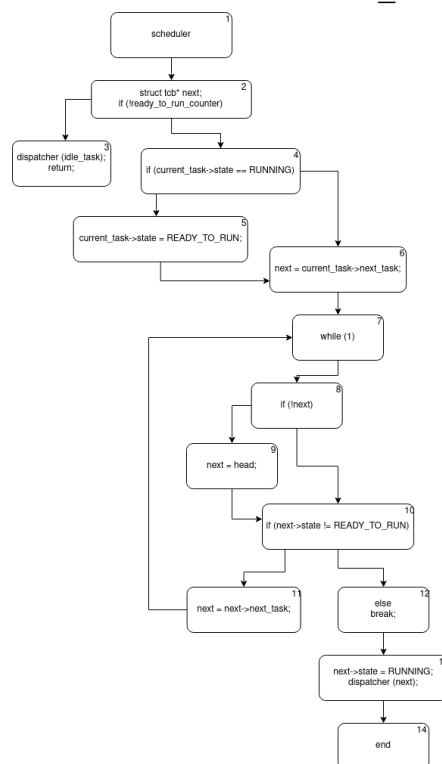 1
scheduler
2
struct tcb* next;
if (!ready_to_run_counter)
3
dispatcher (idle_task);
return;
4
if (current_task->state == RUNNING)
5
current_task->state = READY_TO_RUN;
6
next = current_task->next_task;
7
while (1)
8
if (!next)
9
next = head;
10
if (next->state != READY_TO_RUN)
11
next = next->next_task;
12
else
break;
next->state = RUNNING;
dispatcher (next);
14
end